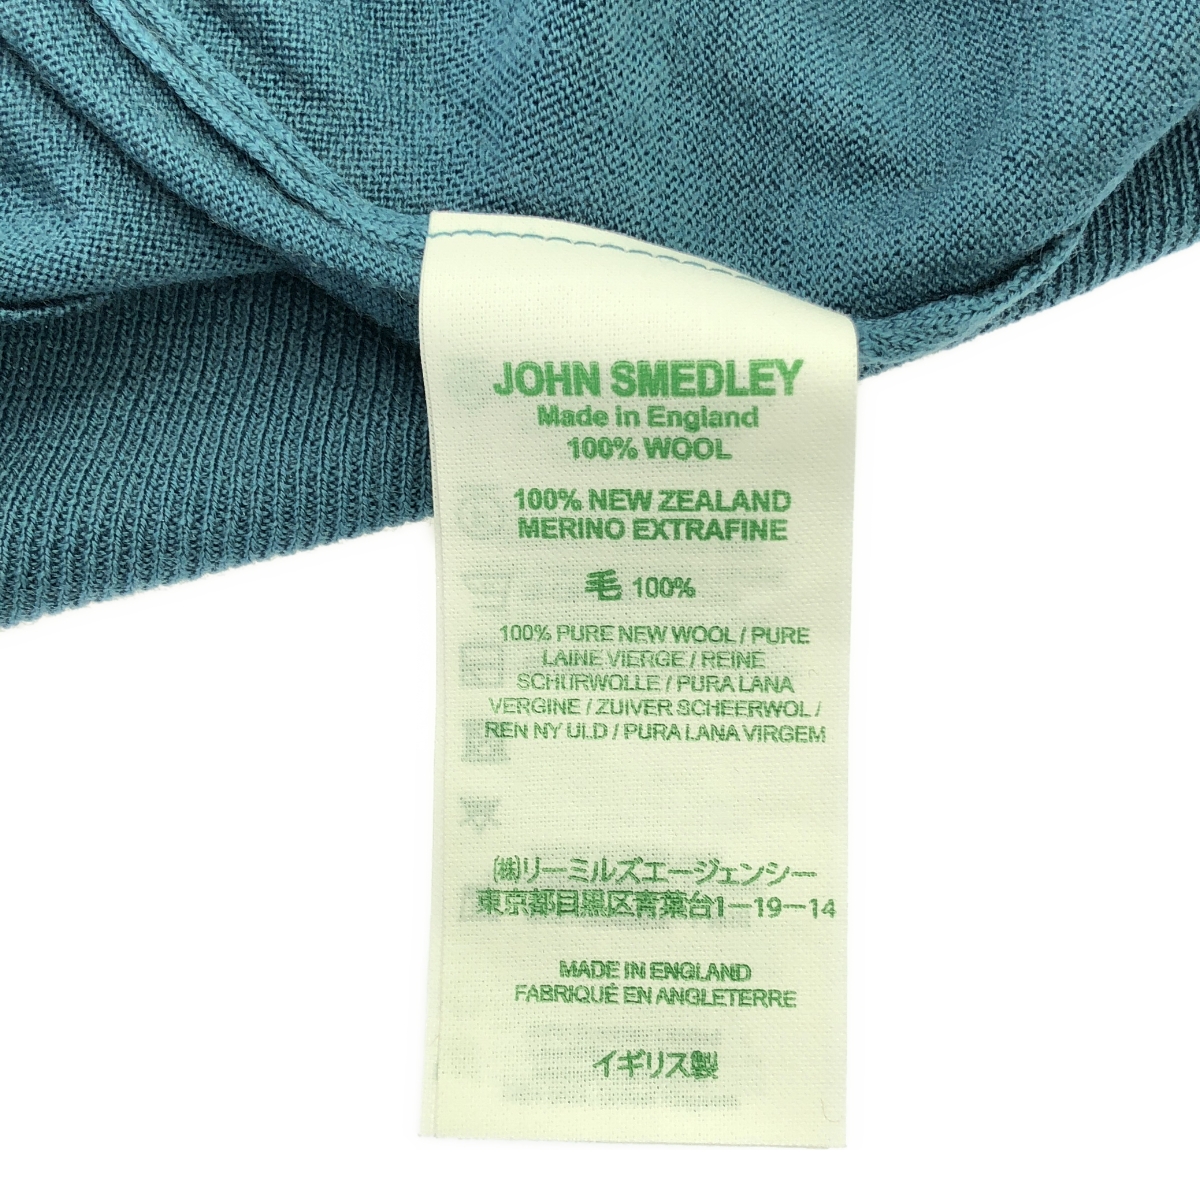 JOHN SMEDLEY
Made in England
100% WOOL
100% NEW ZEALAND
MERINO EXTRAFINE
毛 100%
100% PURE NEW WOOL / PURE
LAINE VIERGE / REINE
SCHURWOLLE / PURA LANA
VERGINE / ZUIVER SCHEERWOL /
REN NY ULD / PURA LANA VIRGEM
㈱リーミルズエージェンシー
東京都目黒区青葉台1－19－14
MADE IN ENGLAND
FABRIQUÉ EN ANGLETERRE
イギリス製